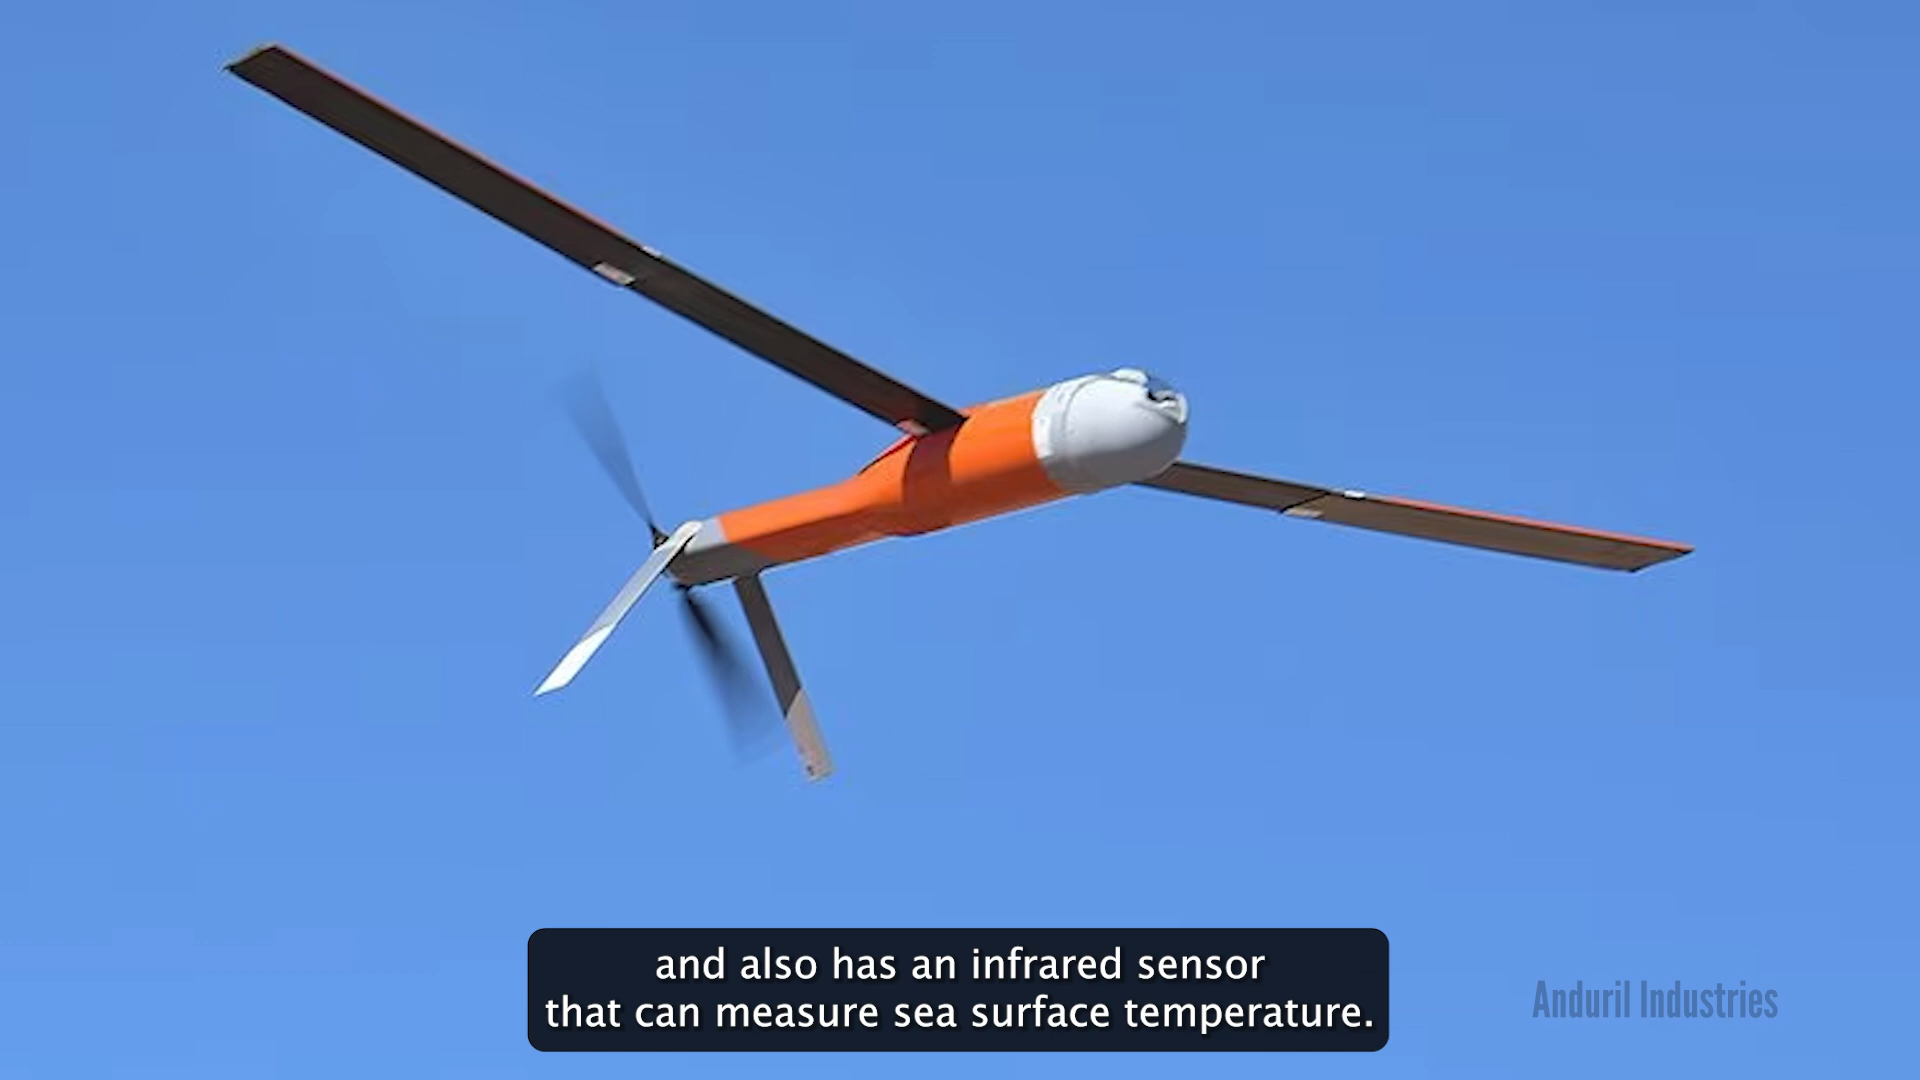 and also has an infrared sensor
that can measure sea surface temperature.
Anduril Industries